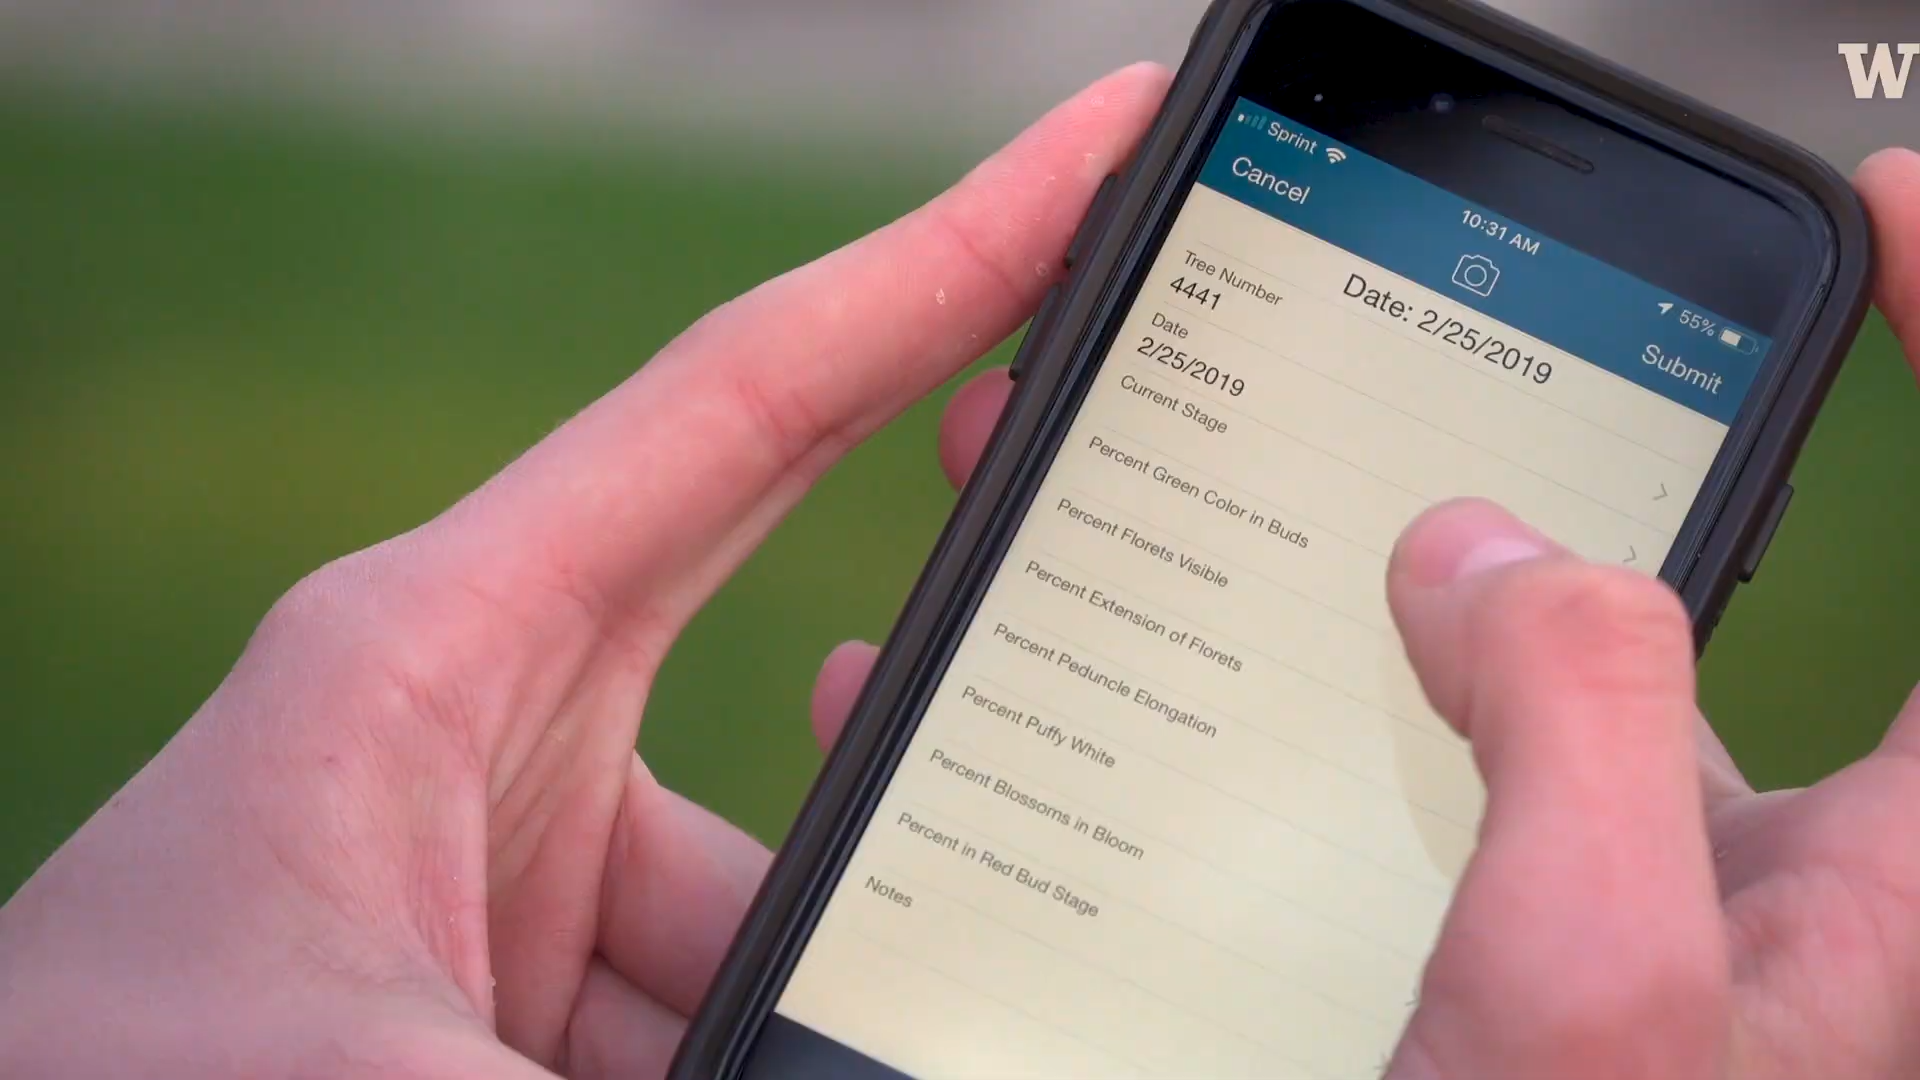 W
Sprint
10:31 AM
55%
Cancel
Submit
Date: 2/25/2019
Tree Number
4441
Date
2/25/2019
Current Stage
Percent Green Color in Buds
Percent Florets Visible
Percent Extension of Florets
Percent Peduncle Elongation
Percent Puffy White
Percent Blossoms in Bloom
Percent in Red Bud Stage
Notes